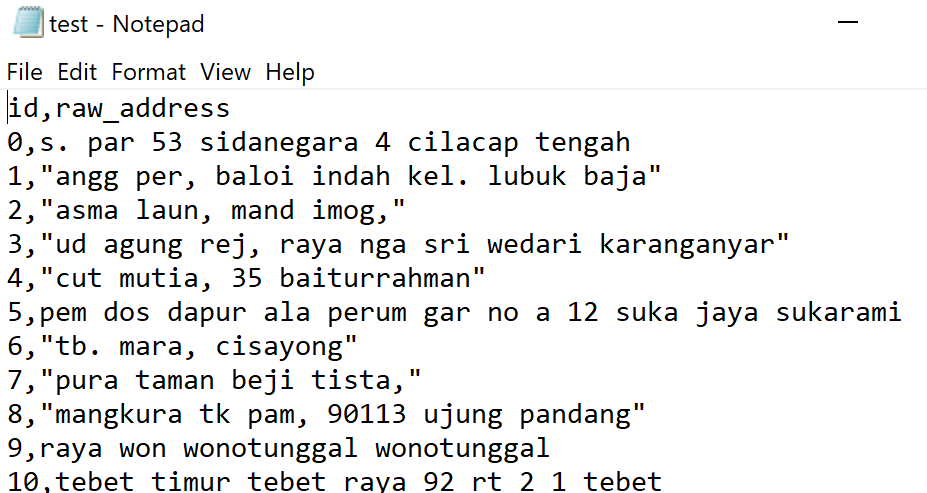 test - Notepad
File Edit Format View Help
id,raw_address
0,s. par 53 sidanegara 4 cilacap tengah
1,"angg per, baloi indah kel. lubuk baja"
2,"asma laun, mand imog,"
3,"ud agung rej, raya nga sri wedari karanganyar"
4,"cut mutia, 35 baiturrahman"
5,pem dos dapur ala perum gar no a 12 suka jaya sukarami
6,"tb. mara, cisayong"
7,"pura taman beji tista,"
8,"mangkura tk pam, 90113 ujung pandang"
9,raya won wonotunggal wonotunggal
10,tebet timur tebet raya 92 rt 2 1 tebet